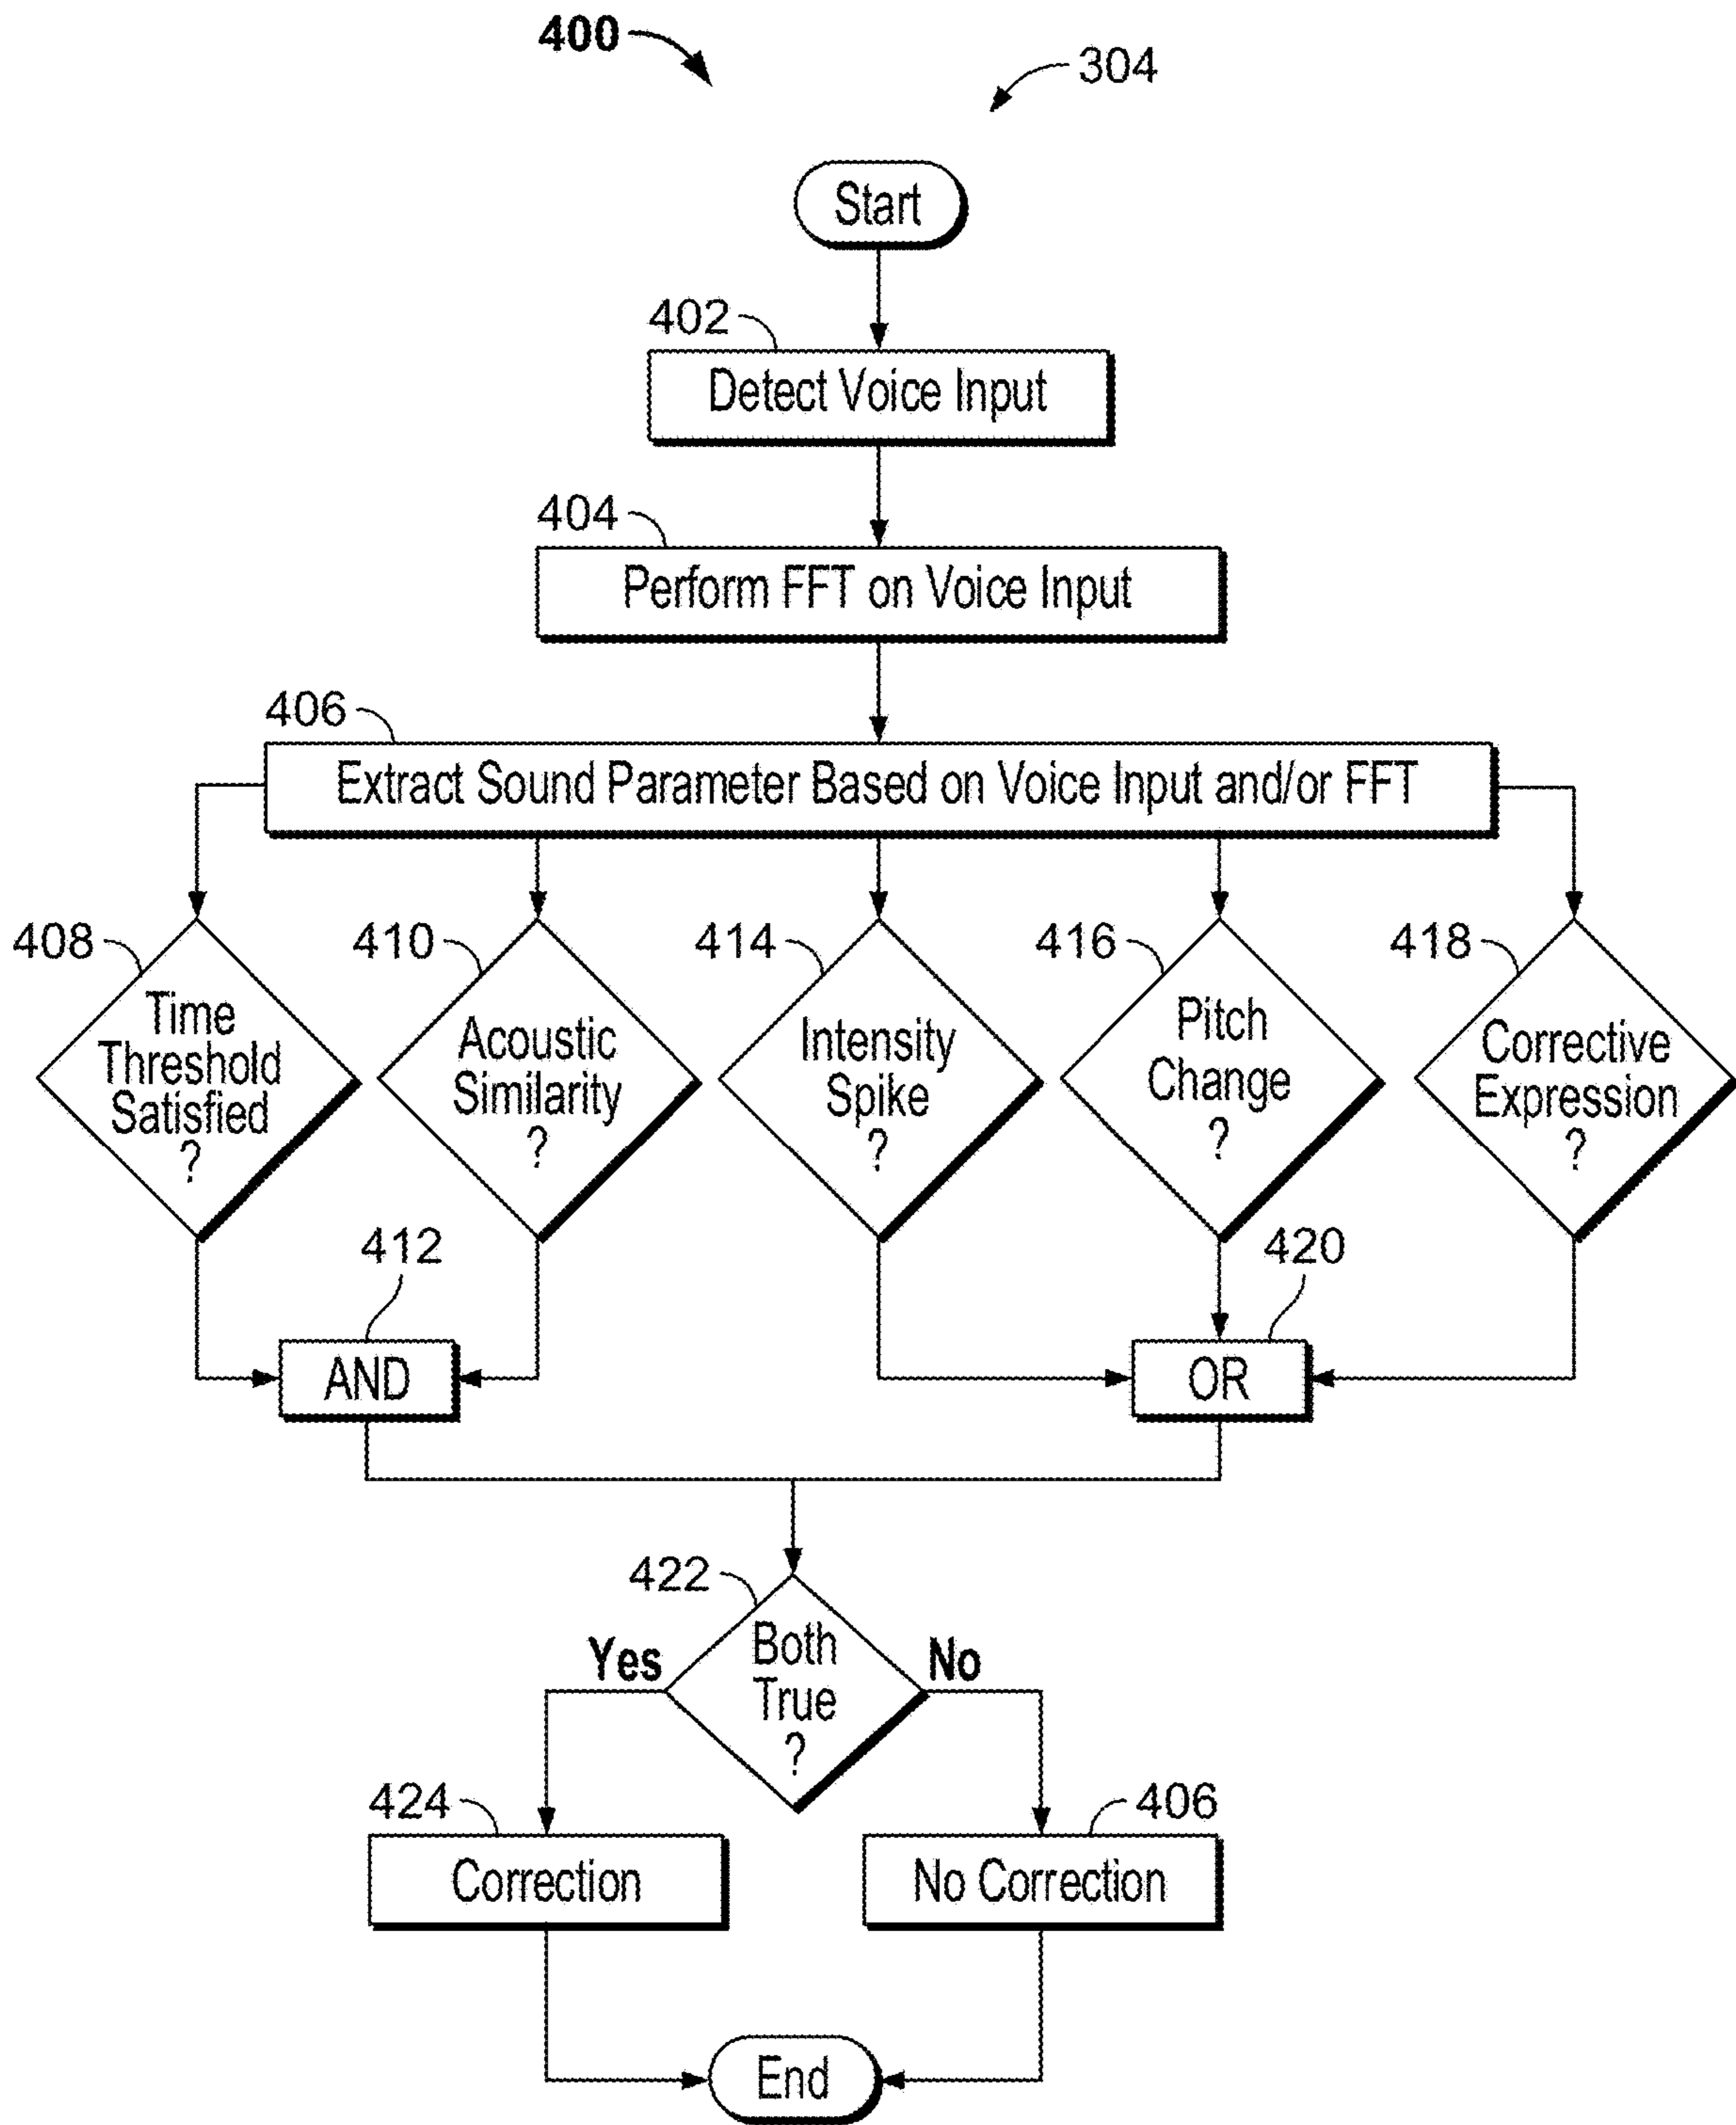 400
304
Start
402
Detect Voice Input
404
Perform FFT on Voice Input
406
Extract Sound Parameter Based on Voice Input and/or FFT
408
Time
Threshold
Satisfied
?
410
Acoustic
Similarity
?
414
Intensity
Spike
?
416
Pitch
Change
?
418
Corrective
Expression
?
412
AND
420
OR
422
Both
True
?
Yes
No
424
Correction
406
No Correction
End